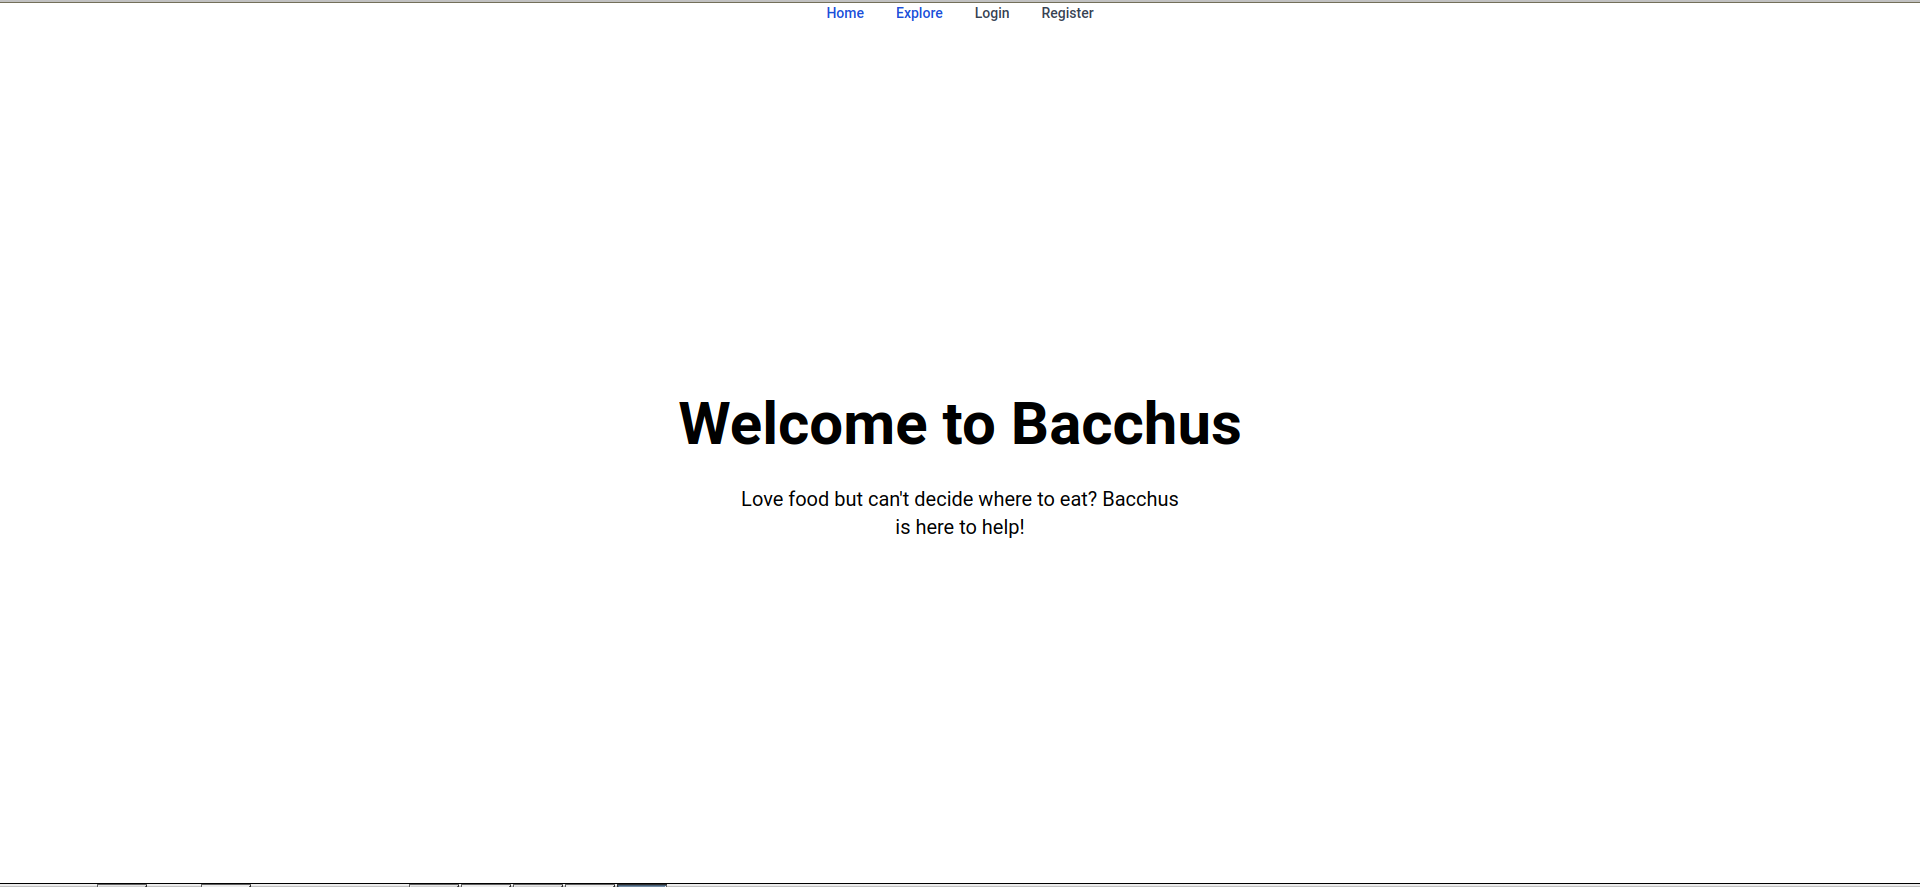 Home Explore Login Register
Welcome to Bacchus
Love food but can't decide where to eat? Bacchus
is here to help!